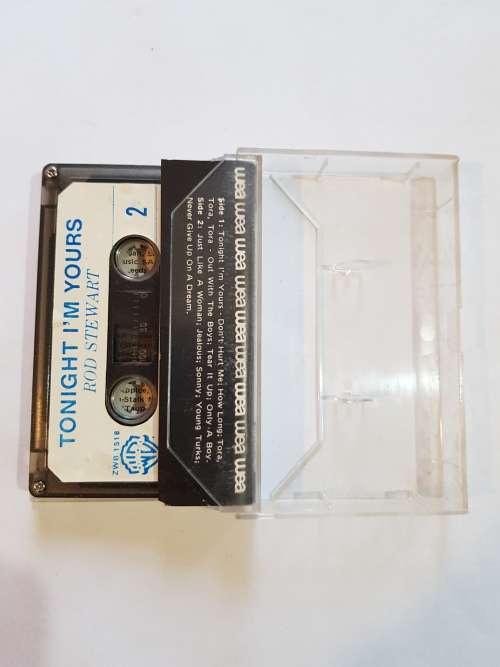 TONIGHT I'M YOURS
ROD STEWART
2
ZWB 1518
wea wea wea wea wea wea wea wea wea
Side 1: Tonight I'm Yours - Don't Hurt Me; How Long; Tora,
Tora, Tora - Out With The Boys; Tear It Up; Only A Boy.
Side 2: Just Like A Woman; Jealous; Sonny; Young Turks;
Never Give Up On A Dream.